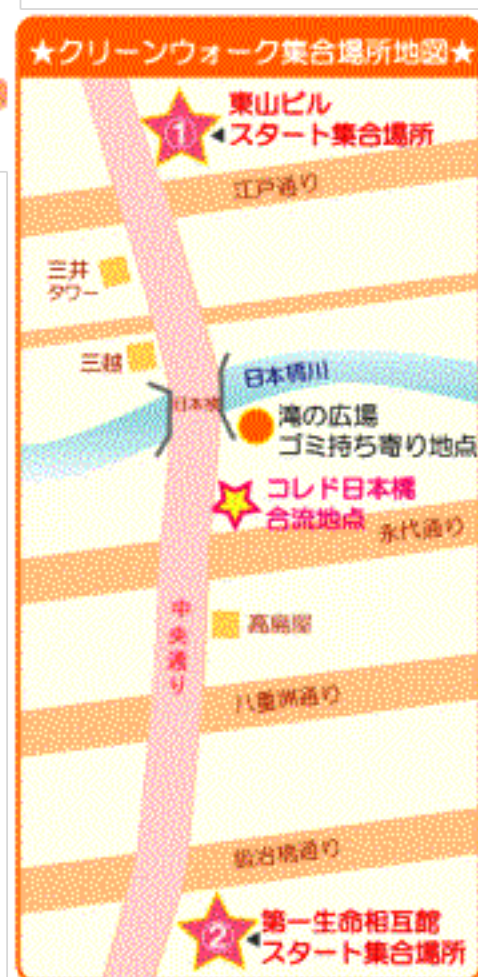 ★クリーンウォーク集合場所地図★
①
東山ビル
◀スタート集合場所
江戸通り
三井
タワー
三越
日本橋川
日本橋
滝の広場
ゴミ持ち寄り地点
コレド日本橋
合流地点
永代通り
中央通り
高島屋
八重洲通り
鍛冶橋通り
②
第一生命相互館
◀スタート集合場所